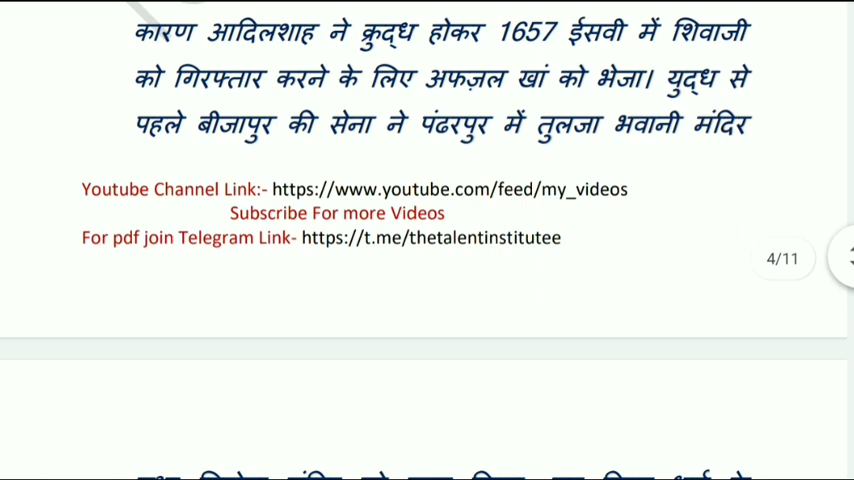 कारण आदिलशाह ने क्रुद्ध होकर 1657 ईसवी में शिवाजी
को गिरफ्तार करने के लिए अफज़ल खां को भेजा। युद्ध से
पहले बीजापुर की सेना ने पंढरपुर में तुलजा भवानी मंदिर
Youtube Channel Link:- https://www.youtube.com/feed/my_videos
Subscribe For more Videos
For pdf join Telegram Link- https://t.me/thetalentinstitutee
4/11